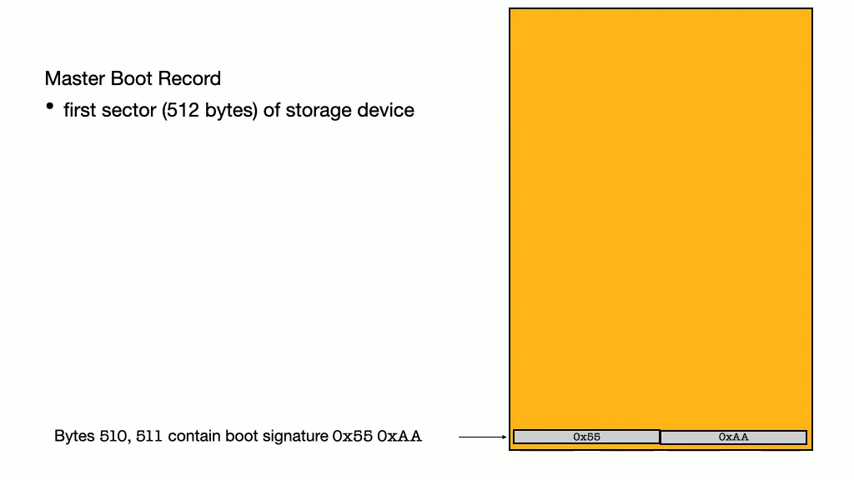 Master Boot Record
• first sector (512 bytes) of storage device
Bytes 510, 511 contain boot signature 0x55 0xAA
0x55 0xAA